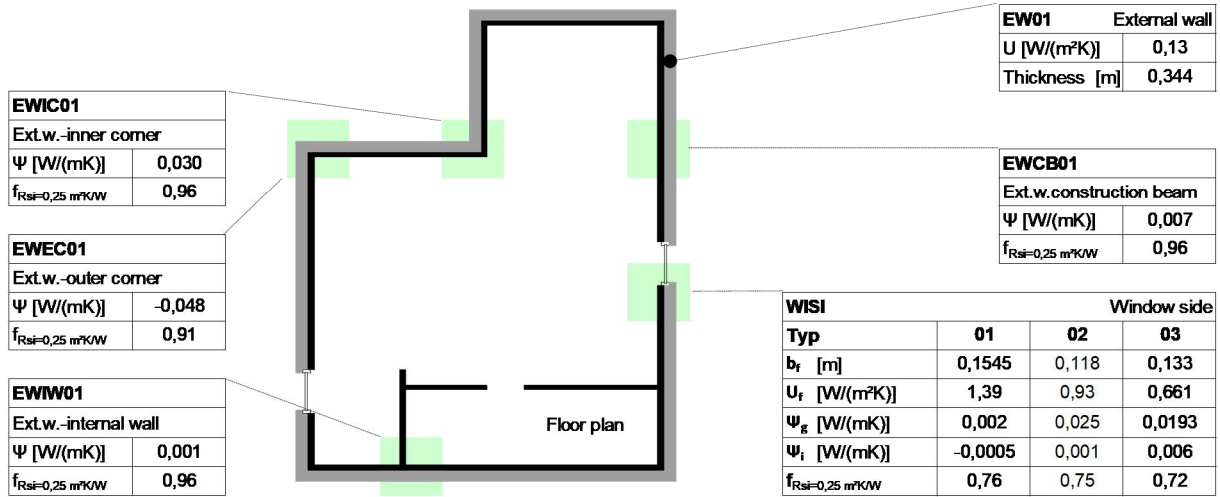 EW01 External wall
U [W/(m²K)] 0,13
Thickness [m] 0,344
EWIC01
Ext.w.-inner corner
Ψ [W/(mK)] 0,030
fRsi=0,25 m²K/W 0,96
EWCB01
Ext.w.construction beam
Ψ [W/(mK)] 0,007
fRsi=0,25 m²K/W 0,96
EWEC01
Ext.w.-outer corner
Ψ [W/(mK)] -0,048
fRsi=0,25 m²K/W 0,91
WISI Window side
Typ 01 02 03
bf [m] 0,1545 0,118 0,133
Uf [W/(m²K)] 1,39 0,93 0,661
Ψg [W/(mK)] 0,002 0,025 0,0193
Ψi [W/(mK)] -0,0005 0,001 0,006
fRsi=0,25 m²K/W 0,76 0,75 0,72
EWIW01
Ext.w.-internal wall
Ψ [W/(mK)] 0,001
fRsi=0,25 m²K/W 0,96
Floor plan